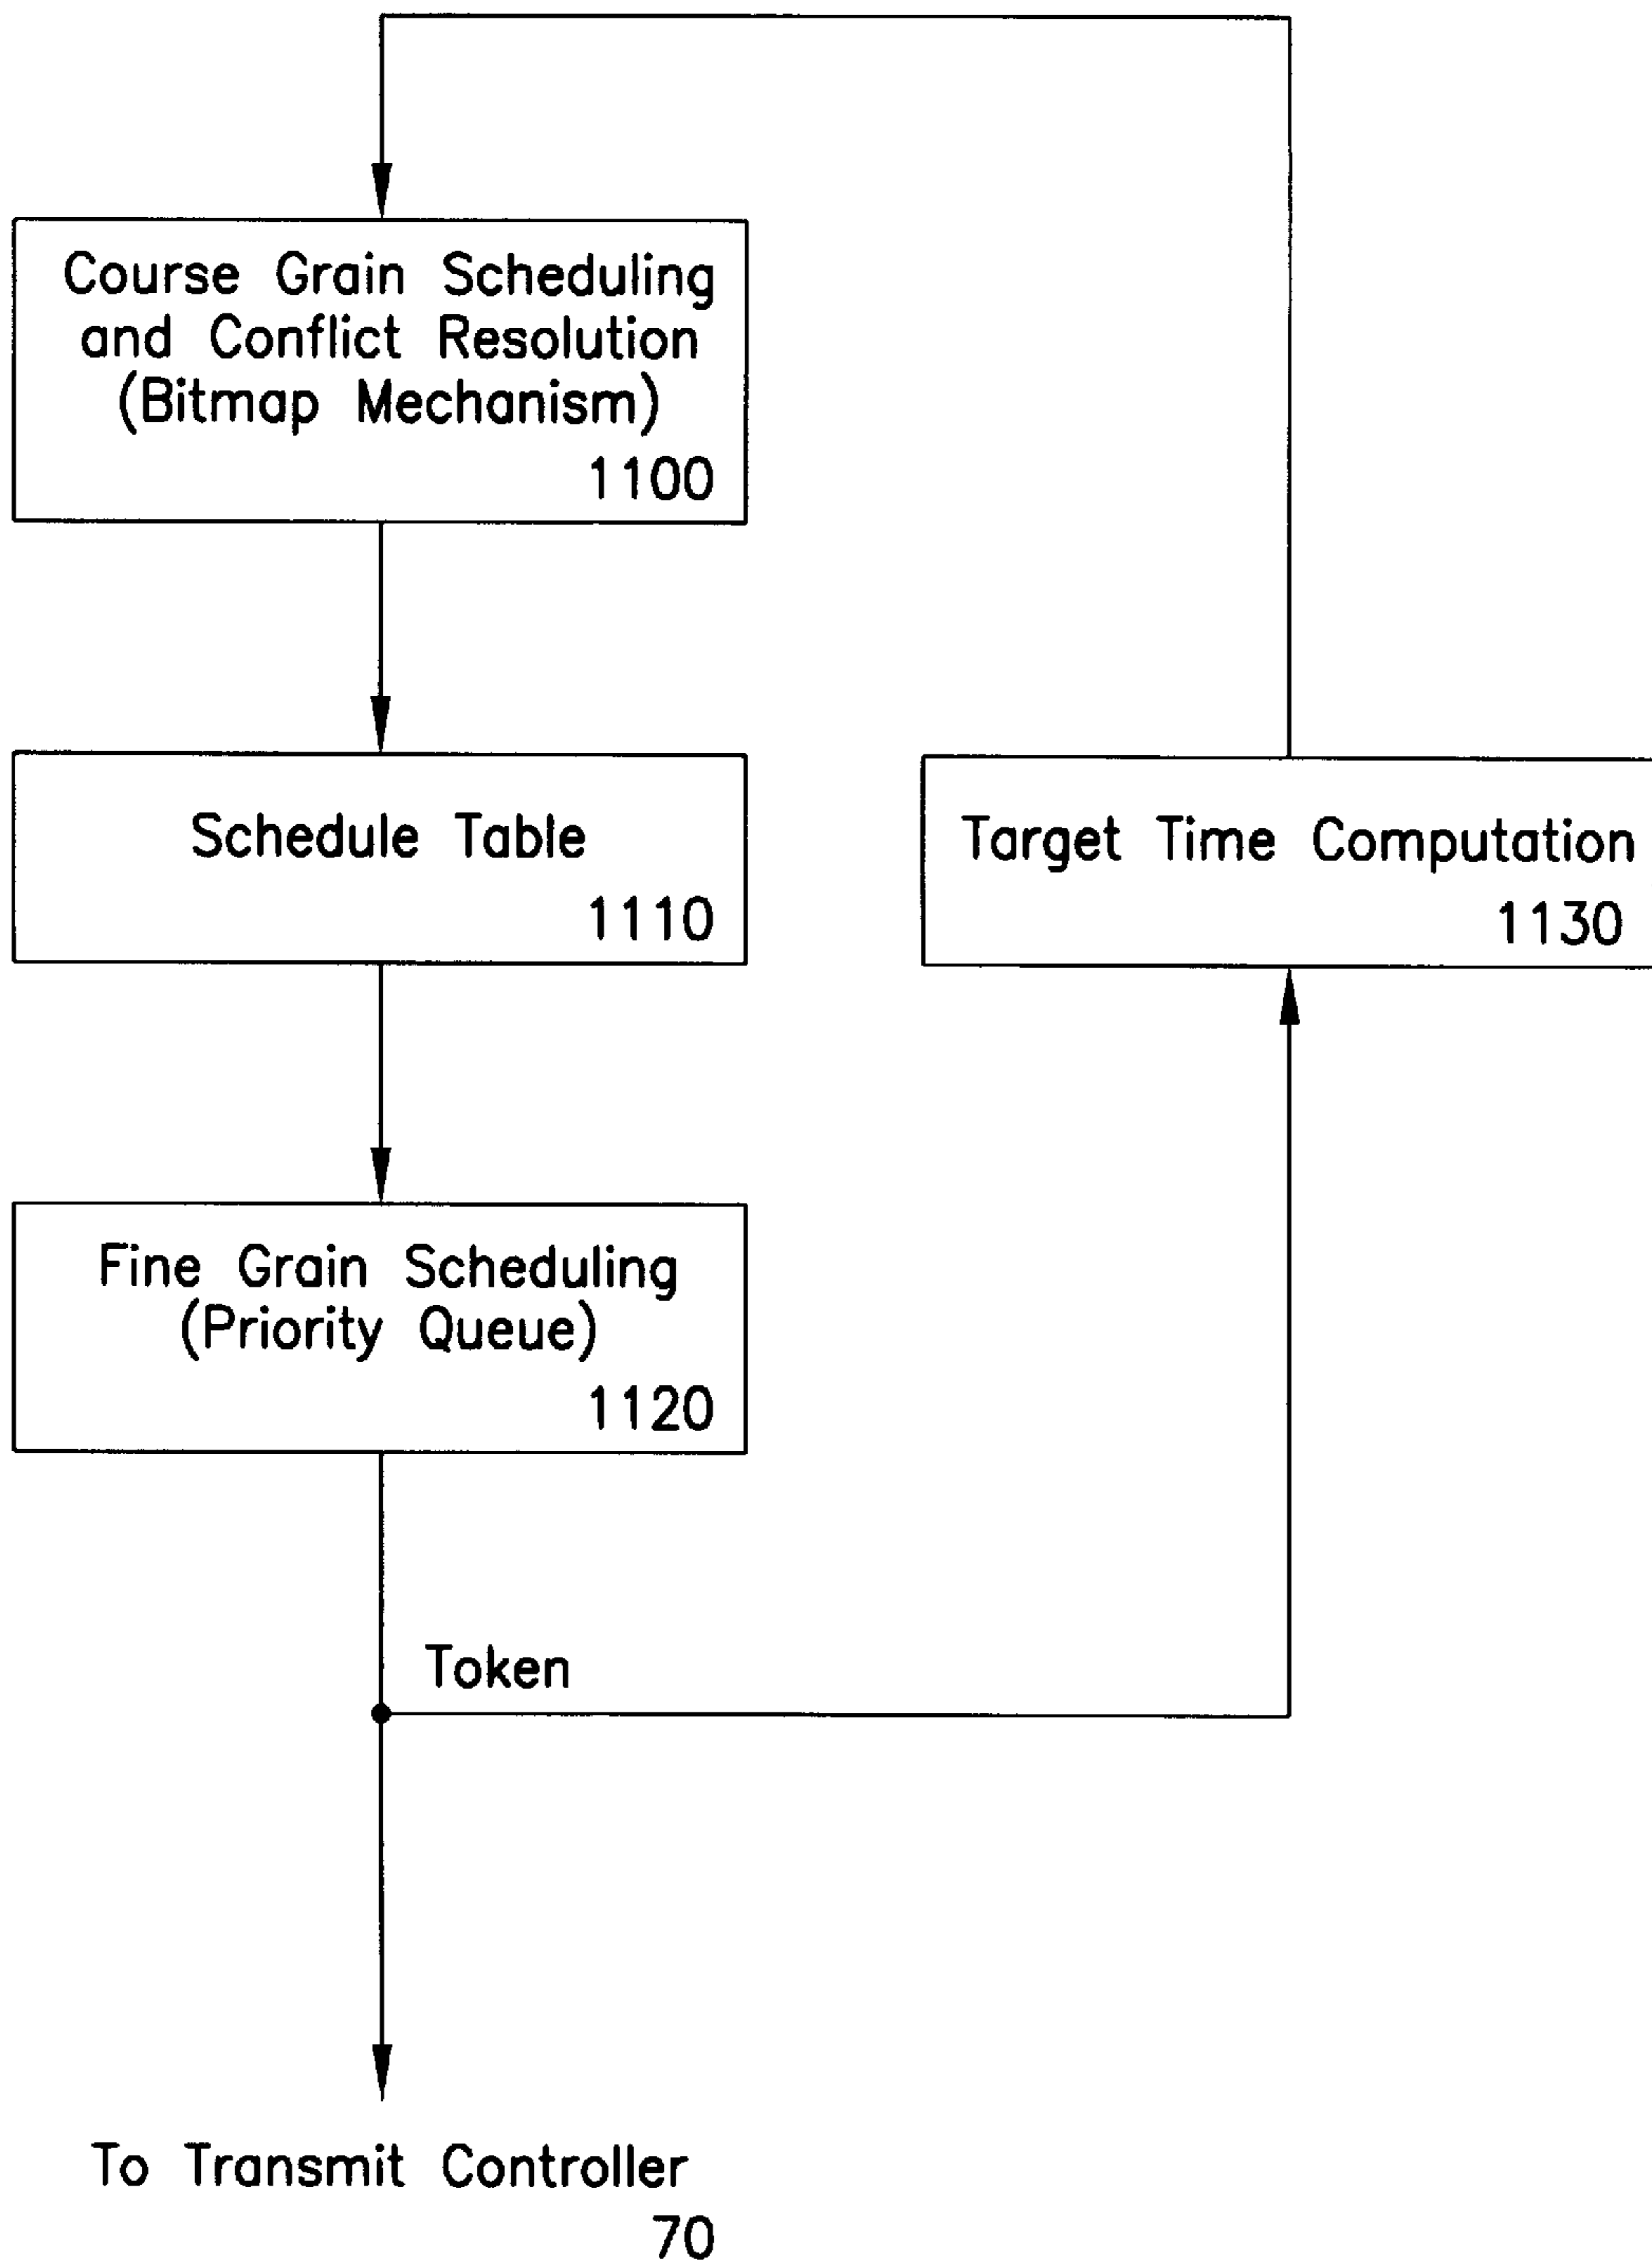 Course Grain Scheduling
and Conflict Resolution
(Bitmap Mechanism)
1100
Schedule Table
1110
Target Time Computation
1130
Fine Grain Scheduling
(Priority Queue)
1120
Token
To Transmit Controller
70